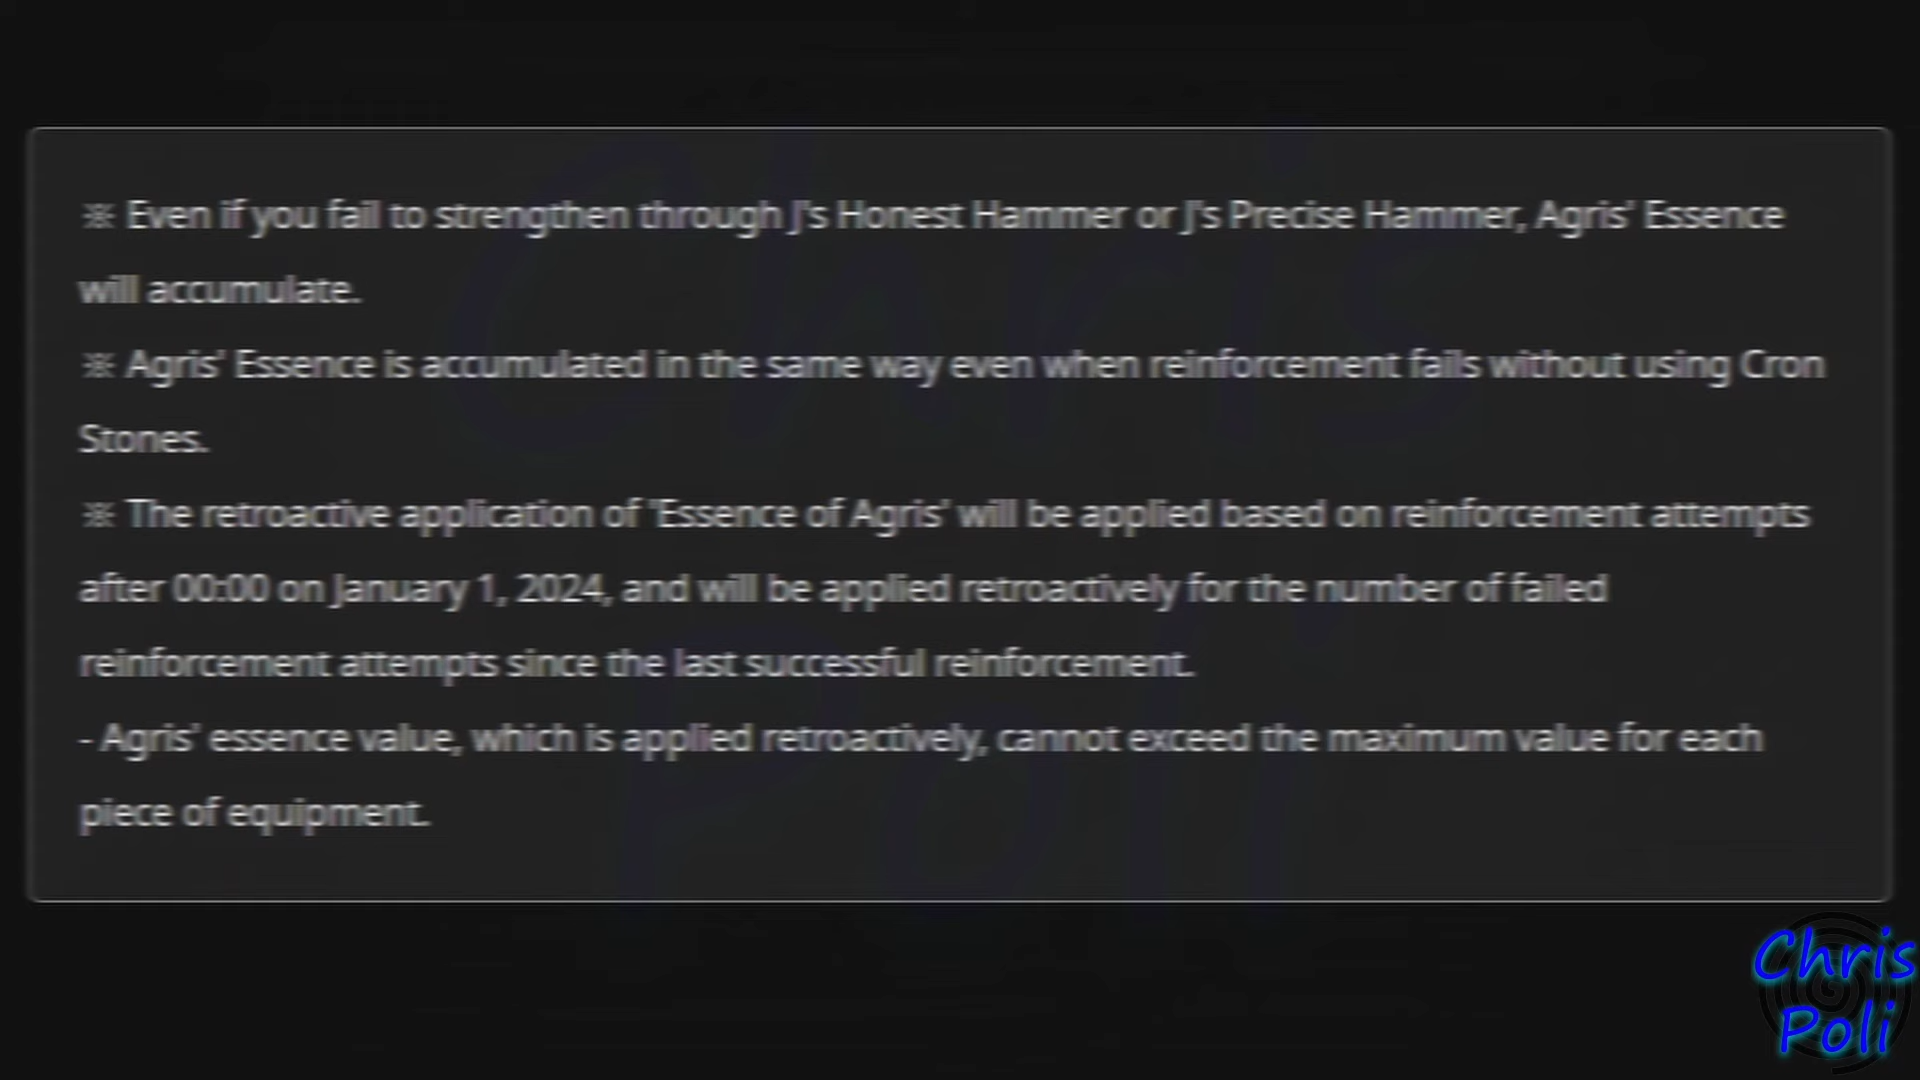 ※ Even if you fail to strengthen through J's Honest Hammer or J's Precise Hammer, Agris' Essence
will accumulate.
※ Agris' Essence is accumulated in the same way even when reinforcement fails without using Cron
Stones.
※ The retroactive application of 'Essence of Agris' will be applied based on reinforcement attempts
after 00:00 on January 1, 2024, and will be applied retroactively for the number of failed
reinforcement attempts since the last successful reinforcement.
- Agris' essence value, which is applied retroactively, cannot exceed the maximum value for each
piece of equipment.
Chris
Poli